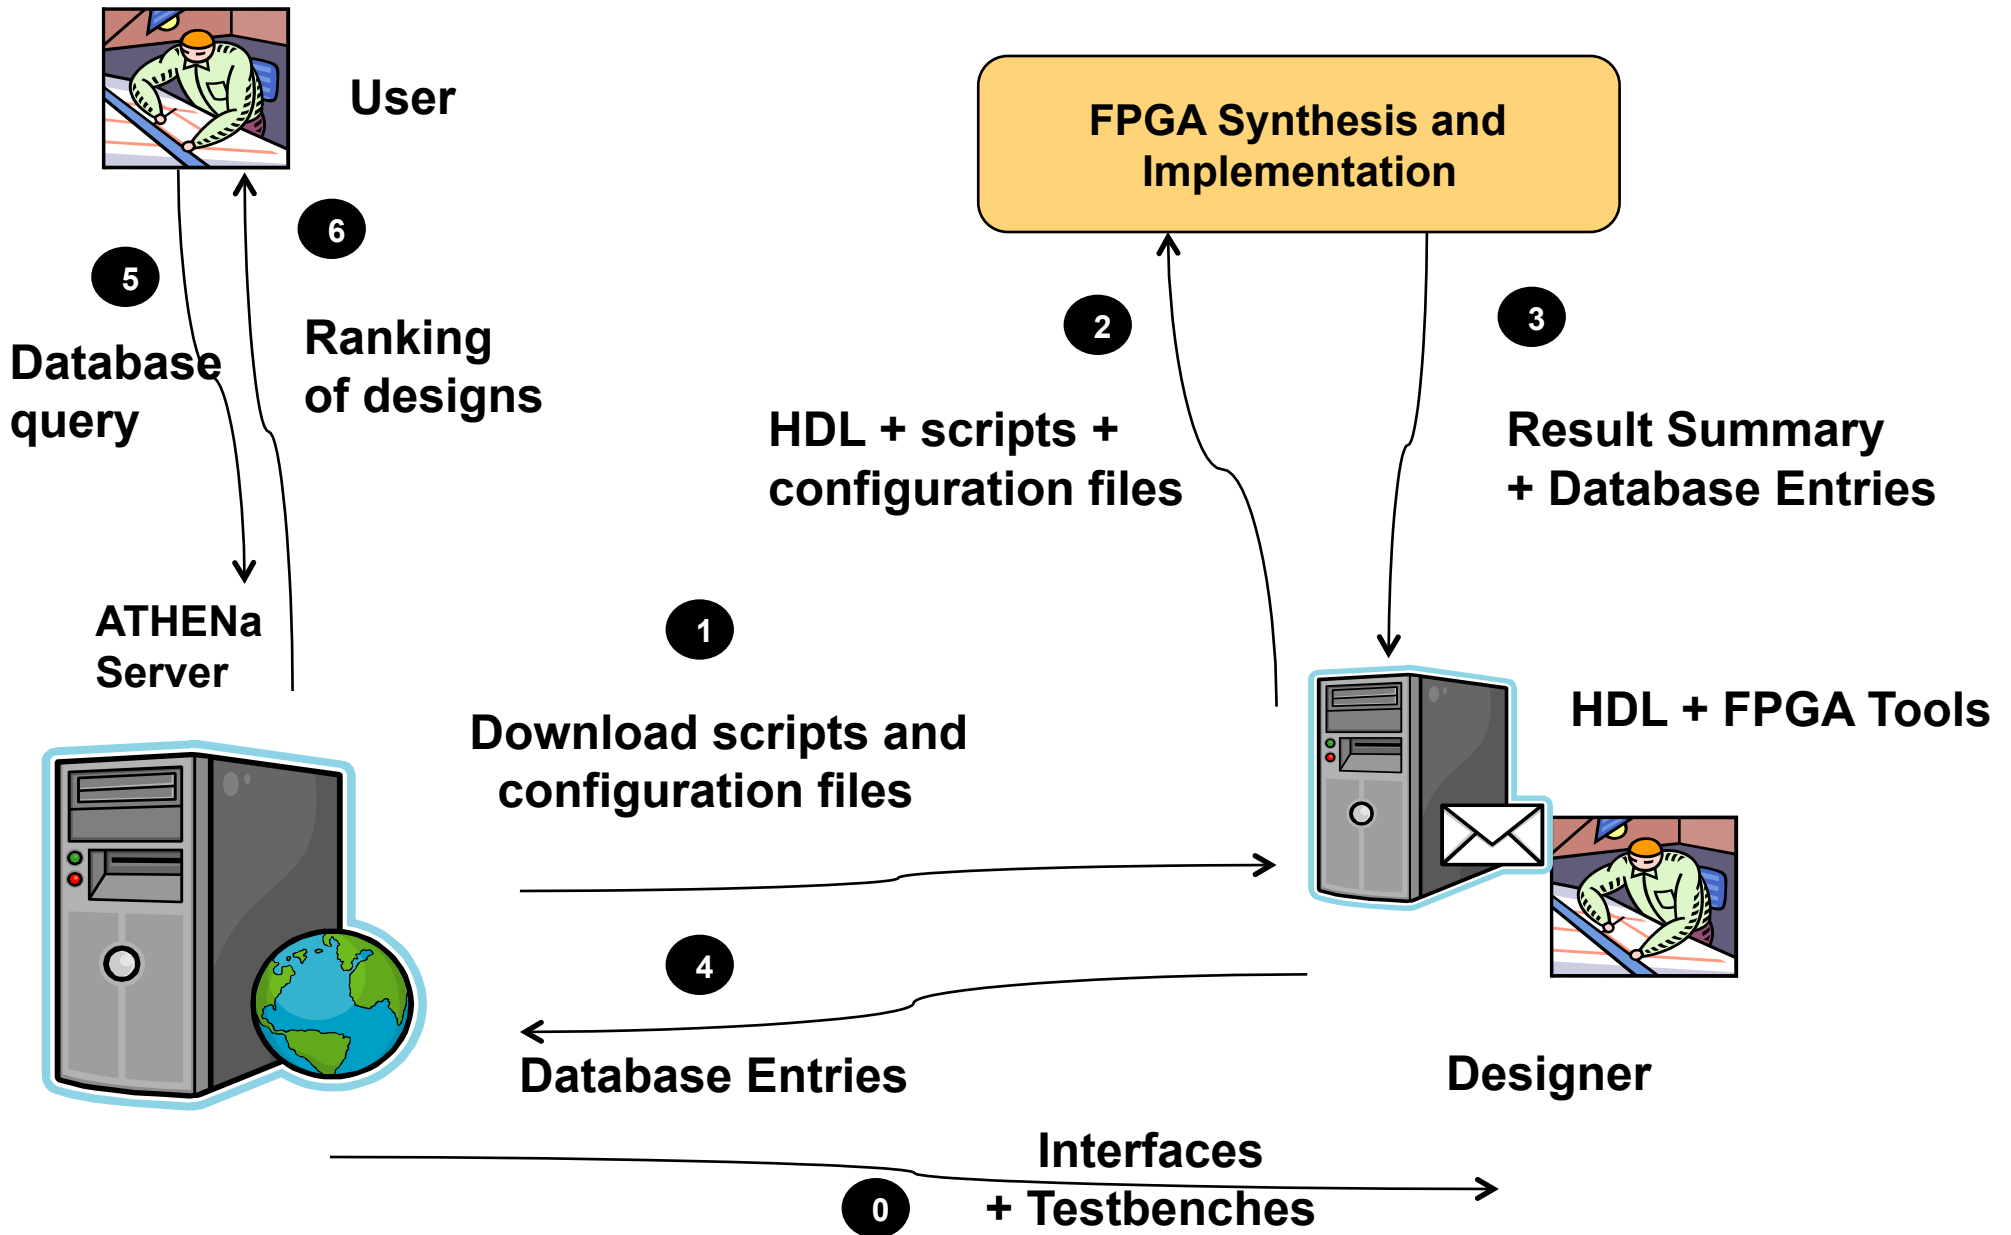 User
FPGA Synthesis and
Implementation
6
5
2
3
Ranking
of designs
Database
query
HDL + scripts +
configuration files
Result Summary
+ Database Entries
ATHENa
Server
1
HDL + FPGA Tools
Download scripts and
configuration files
4
Database Entries
Designer
Interfaces
+ Testbenches
0